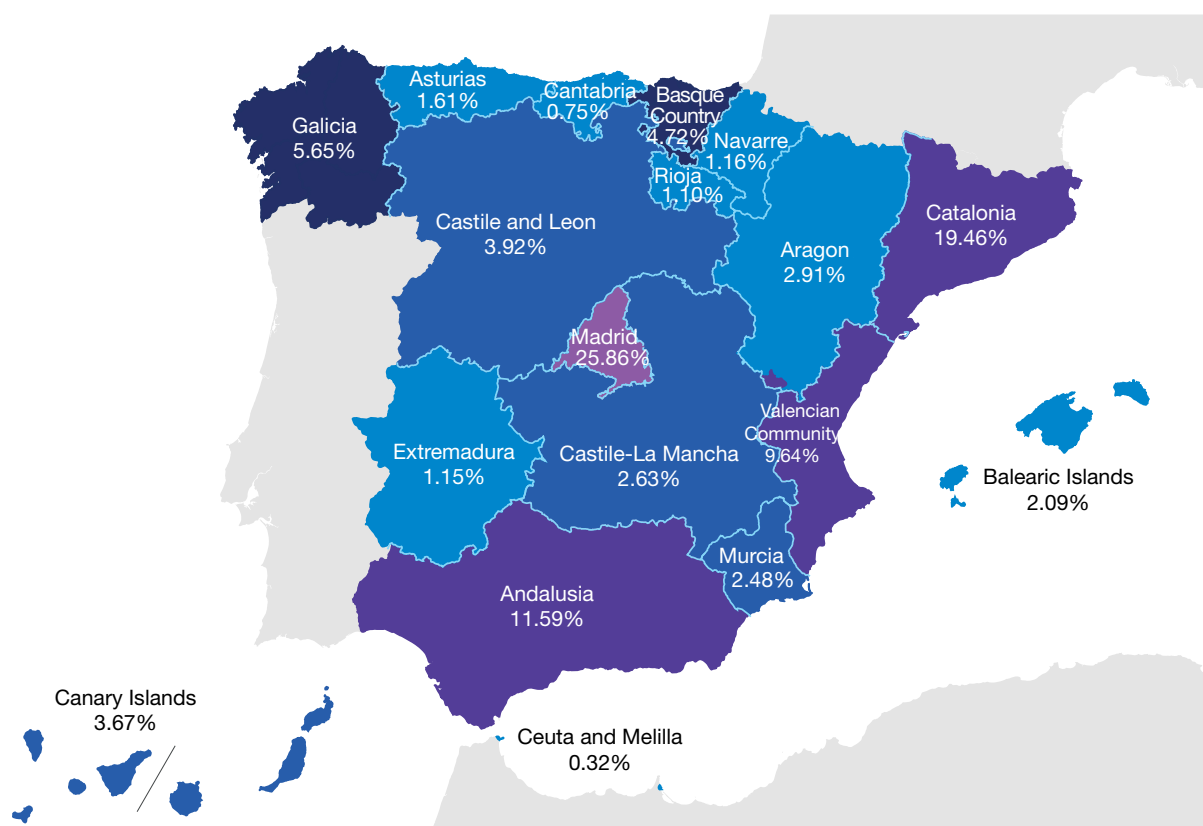 Asturias
1.61%
Cantabria
0.75%
Basque
Country
4.72%
Galicia
5.65%
Navarre
1.16%
Rioja
1.10%
Castile and Leon
3.92%
Catalonia
19.46%
Aragon
2.91%
Madrid
25.86%
Valencian
Community
9.64%
Extremadura
1.15%
Castile-La Mancha
2.63%
Balearic Islands
2.09%
Murcia
2.48%
Andalusia
11.59%
Canary Islands
3.67%
Ceuta and Melilla
0.32%